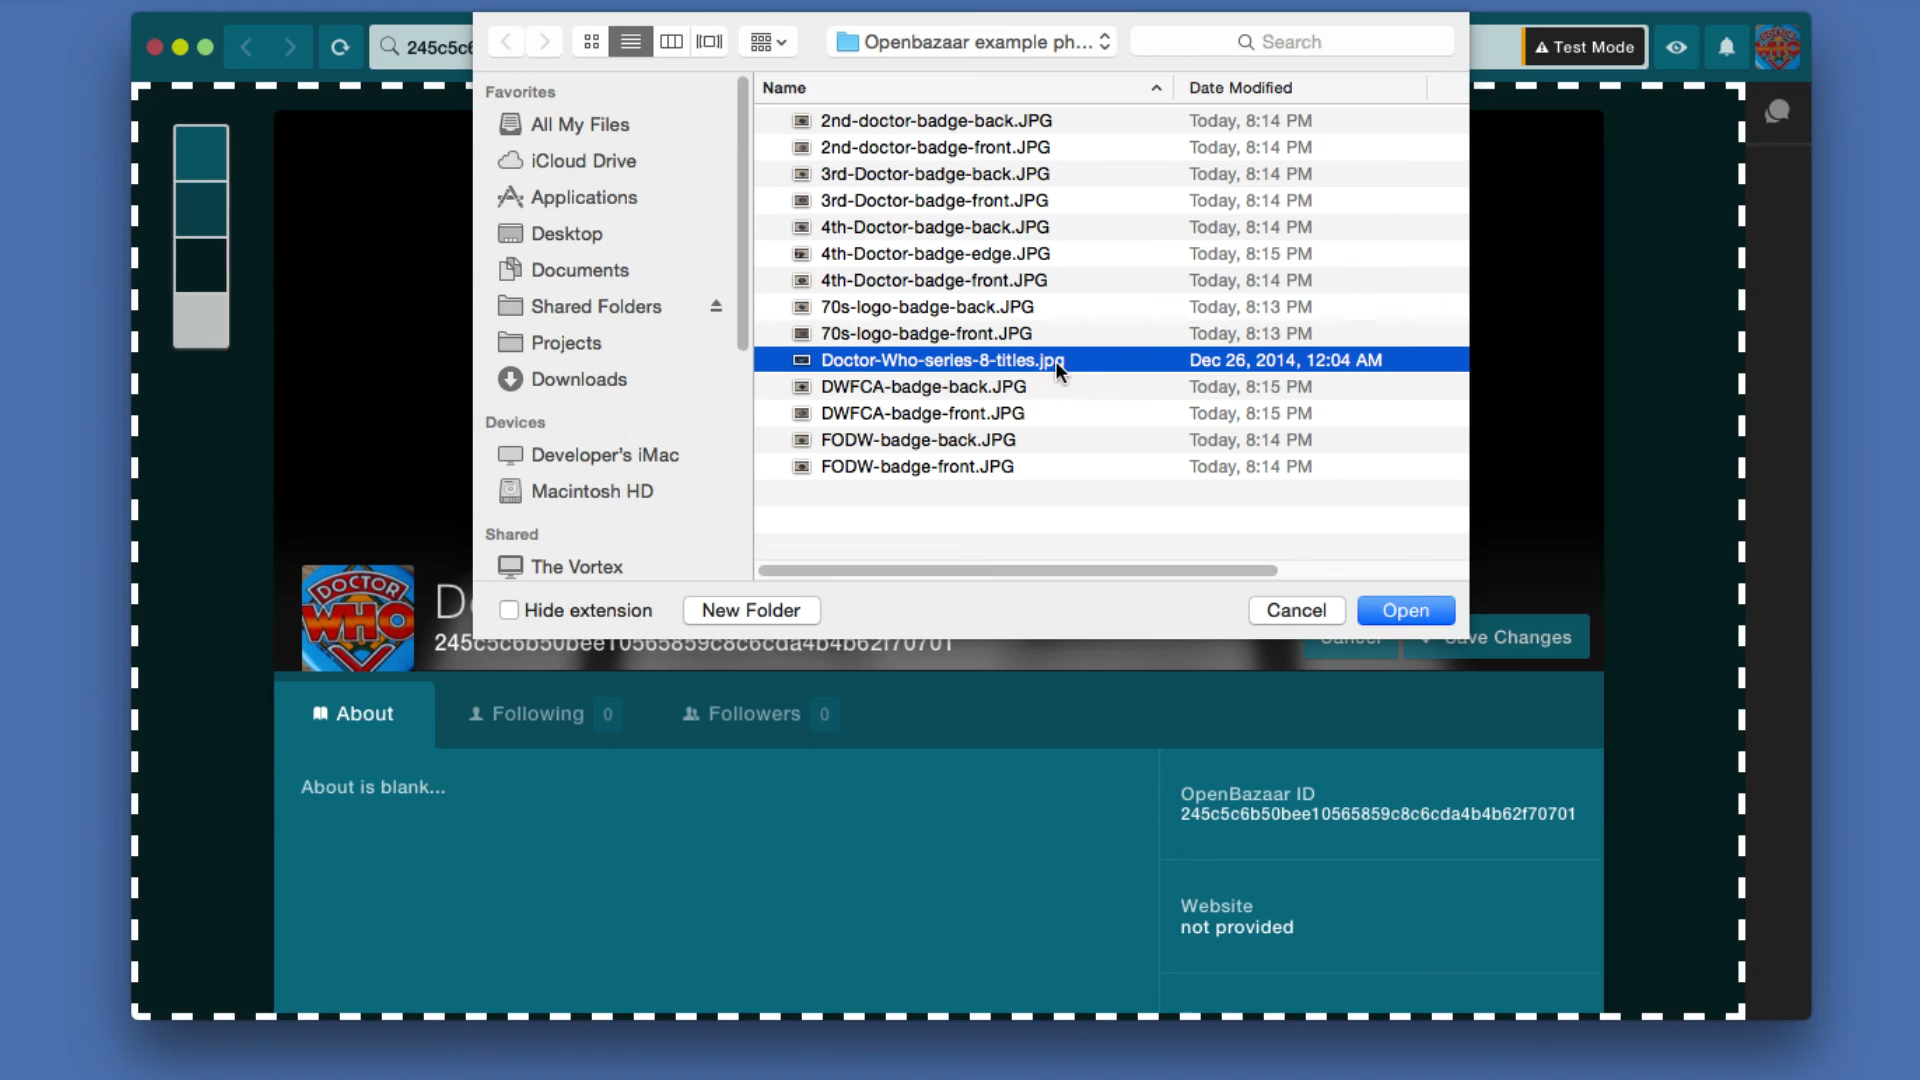 245c5c6
Openbazaar example ph...
Search
Test Mode
Favorites
All My Files
iCloud Drive
Applications
Desktop
Documents
Shared Folders
Projects
Downloads
Devices
Developer's iMac
Macintosh HD
Shared
The Vortex
Name
Date Modified
2nd-doctor-badge-back.JPG Today, 8:14 PM
2nd-doctor-badge-front.JPG Today, 8:14 PM
3rd-Doctor-badge-back.JPG Today, 8:14 PM
3rd-Doctor-badge-front.JPG Today, 8:14 PM
4th-Doctor-badge-back.JPG Today, 8:14 PM
4th-Doctor-badge-edge.JPG Today, 8:15 PM
4th-Doctor-badge-front.JPG Today, 8:14 PM
70s-logo-badge-back.JPG Today, 8:13 PM
70s-logo-badge-front.JPG Today, 8:13 PM
Doctor-Who-series-8-titles.jpg Dec 26, 2014, 12:04 AM
DWFCA-badge-back.JPG Today, 8:15 PM
DWFCA-badge-front.JPG Today, 8:15 PM
FODW-badge-back.JPG Today, 8:14 PM
FODW-badge-front.JPG Today, 8:14 PM
Hide extension
New Folder
Cancel
Open
DOCTOR
WHO
245c5c6b50bee10565859c8c6cda4b4b62f70701
Cancel
Save Changes
About
Following 0
Followers 0
About is blank...
OpenBazaar ID
245c5c6b50bee10565859c8c6cda4b4b62f70701
Website
not provided